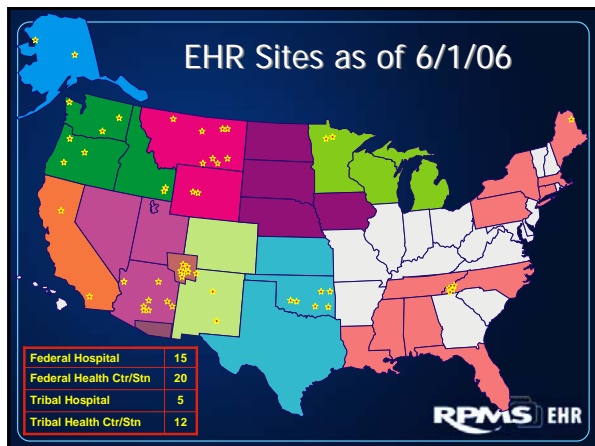 EHR Sites as of 6/1/06
Federal Hospital 15
Federal Health Ctr/Stn 20
Tribal Hospital 5
Tribal Health Ctr/Stn 12
RPMS EHR